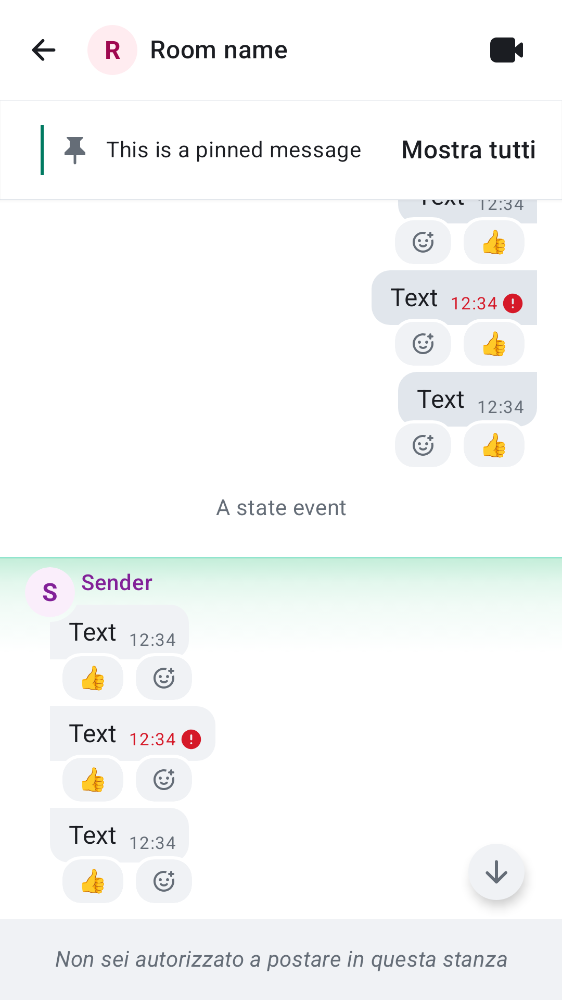 R Room name
This is a pinned message Mostra tutti
Text 12:34
Text 12:34
Text 12:34
A state event
S Sender
Text 12:34
Text 12:34
Text 12:34
Non sei autorizzato a postare in questa stanza